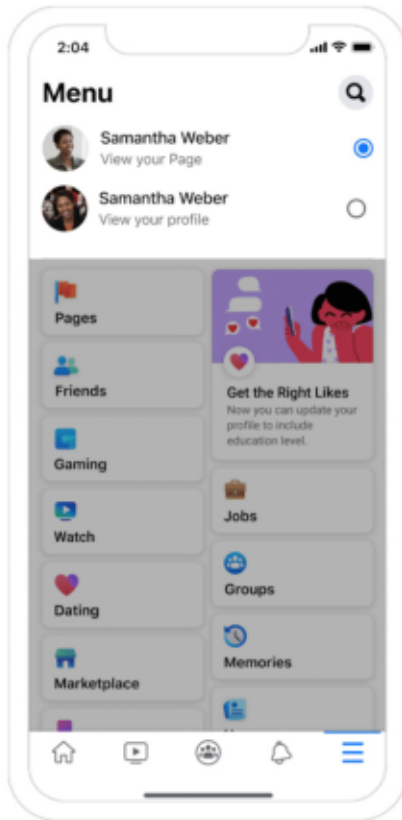 2:04
Menu
Samantha Weber
View your Page
Samantha Weber
View your profile
Pages
Friends
Gaming
Watch
Dating
Marketplace
Get the Right Likes
Now you can update your
profile to include
education level.
Jobs
Groups
Memories